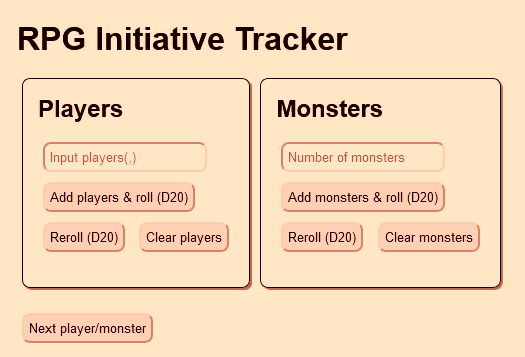 RPG Initiative Tracker
Players
Input players(,)
Add players & roll (D20)
Reroll (D20)
Clear players
Monsters
Number of monsters
Add monsters & roll (D20)
Reroll (D20)
Clear monsters
Next player/monster